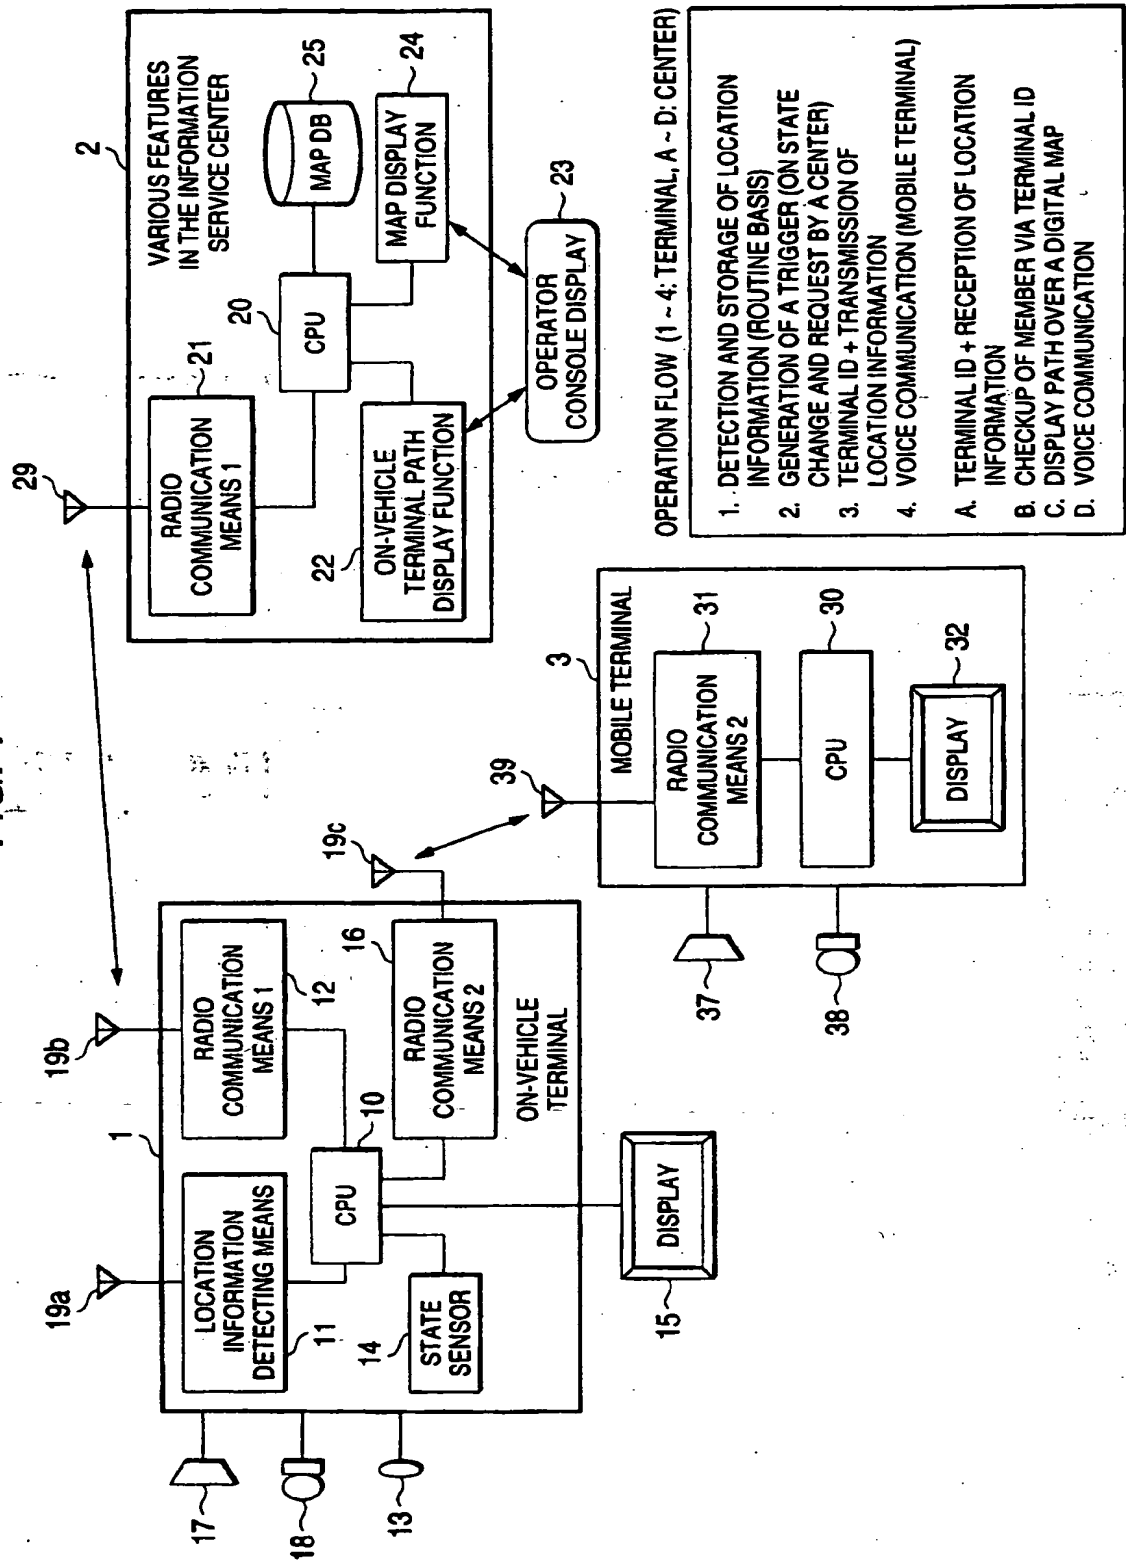 19a
19b
1
LOCATION
INFORMATION
DETECTING MEANS
11
RADIO
COMMUNICATION
MEANS 1
12
CPU
10
STATE
SENSOR
14
RADIO
COMMUNICATION
MEANS 2
16
19c
ON-VEHICLE
TERMINAL
17
18
13
DISPLAY
15
29
2
VARIOUS FEATURES
IN THE INFORMATION
SERVICE CENTER
RADIO
COMMUNICATION
MEANS 1
21
20
CPU
MAP DB
25
22
ON-VEHICLE
TERMINAL PATH
DISPLAY FUNCTION
MAP DISPLAY
FUNCTION
24
OPERATOR
CONSOLE DISPLAY
23
39
3
MOBILE TERMINAL
RADIO
COMMUNICATION
MEANS 2
31
CPU
30
DISPLAY
32
37
38
OPERATION FLOW (1 ~ 4: TERMINAL, A ~ D: CENTER)
1. DETECTION AND STORAGE OF LOCATION
INFORMATION (ROUTINE BASIS)
2. GENERATION OF A TRIGGER (ON STATE
CHANGE AND REQUEST BY A CENTER)
3. TERMINAL ID + TRANSMISSION OF
LOCATION INFORMATION
4. VOICE COMMUNICATION (MOBILE TERMINAL)
A. TERMINAL ID + RECEPTION OF LOCATION
INFORMATION
B. CHECKUP OF MEMBER VIA TERMINAL ID
C. DISPLAY PATH OVER A DIGITAL MAP
D. VOICE COMMUNICATION